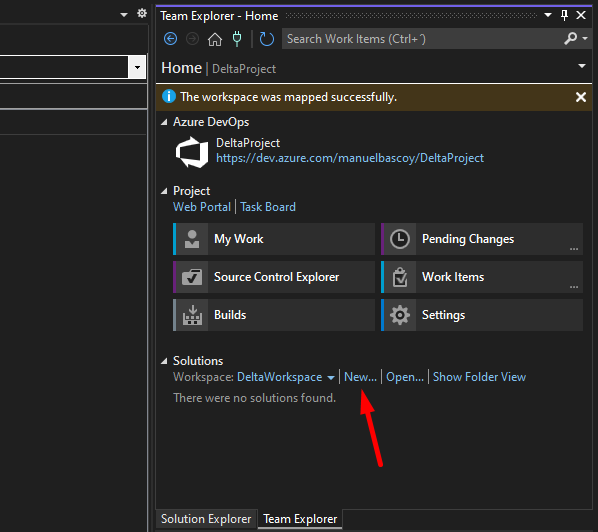 Team Explorer - Home
Search Work Items (Ctrl+´)
Home | DeltaProject
The workspace was mapped successfully.
Azure DevOps
DeltaProject
https://dev.azure.com/manuelbascoy/DeltaProject
Project
Web Portal | Task Board
My Work
Pending Changes
...
Source Control Explorer
Work Items
...
Builds
Settings
Solutions
Workspace: DeltaWorkspace | New... | Open... | Show Folder View
There were no solutions found.
Solution Explorer
Team Explorer